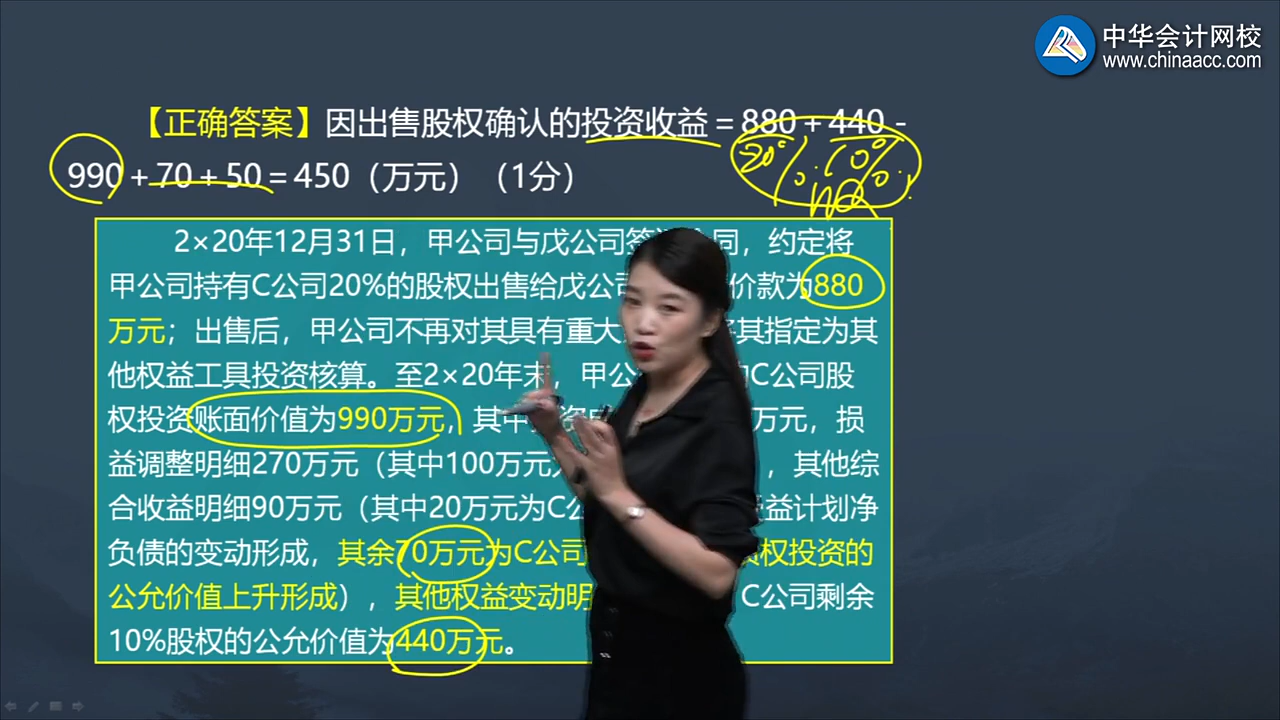 中华会计网校
www.chinaacc.com
【正确答案】因出售股权确认的投资收益＝880＋440－
990＋70＋50＝450（万元）（1分）
20% 10%
2×20年12月31日，甲公司与戊公司签 同，约定将
甲公司持有C公司20%的股权出售给戊公司 价款为880
万元；出售后，甲公司不再对其具有重大 其指定为其
他权益工具投资核算。至2×20年末，甲公 C公司股
权投资账面价值为990万元，其中 万元，损
益调整明细270万元（其中100万元 ，其他综
合收益明细90万元（其中20万元为C公 益计划净
负债的变动形成，其余70万元为C公司 权投资的
公允价值上升形成），其他权益变动明 C公司剩余
10%股权的公允价值为440万元。